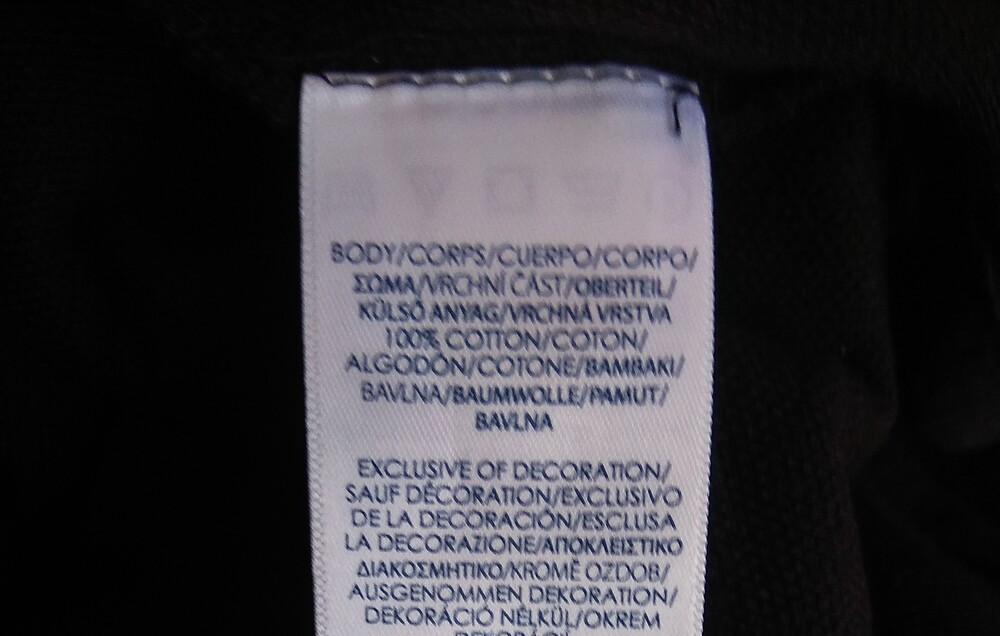 BODY/CORPS/CUERPO/CORPO/
ΣΩΜΑ/VRCHNÍ ČÁST/OBERTEIL/
KÜLSŐ ANYAG/VRCHNÁ VRSTVA
100% COTTON/COTON/
ALGODÓN/COTONE/BAMBAKI/
BAVLNA/BAUMWOLLE/PAMUT/
BAVLNA
EXCLUSIVE OF DECORATION/
SAUF DÉCORATION/EXCLUSIVO
DE LA DECORACIÓN/ESCLUSA
LA DECORAZIONE/ΑΠΟΚΛΕΙΣΤΙΚΟ
ΔΙΑΚΟΣΜΗΤΙΚΟ/KROMĚ OZDOB/
AUSGENOMMEN DEKORATION/
DEKORÁCIÓ NÉLKÜL/OKREM